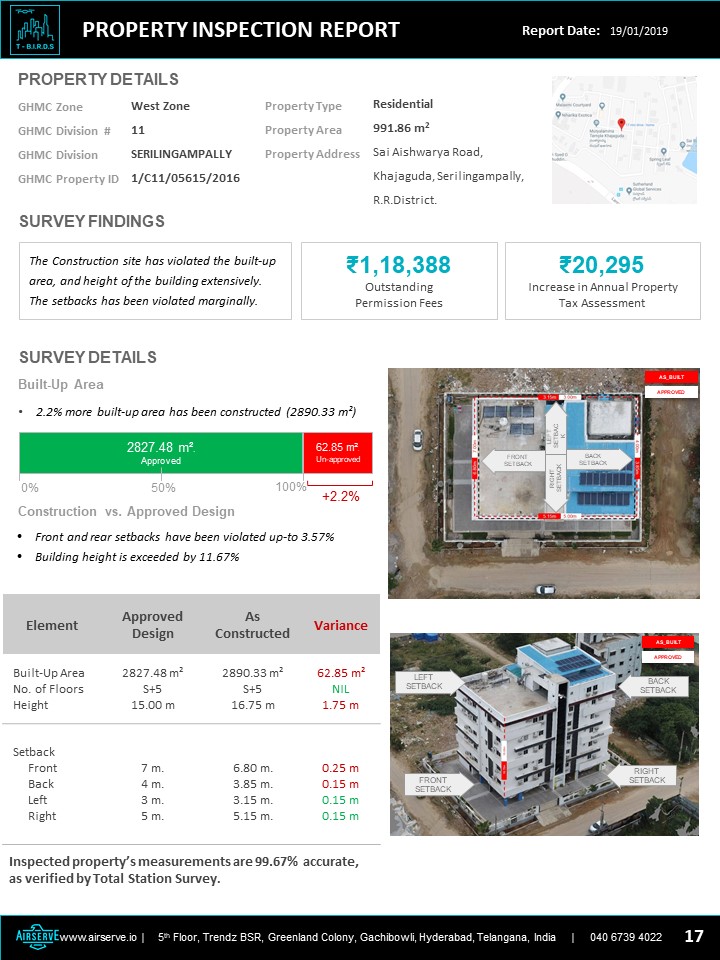 T - B.I.R.D.S
PROPERTY INSPECTION REPORT
Report Date: 19/01/2019
PROPERTY DETAILS
GHMC Zone West Zone
GHMC Division # 11
GHMC Division SERILINGAMPALLY
GHMC Property ID 1/C11/05615/2016
Property Type Residential
Property Area 991.86 m²
Property Address Sai Aishwarya Road,
Khajaguda, Serilingampally,
R.R.District.
SURVEY FINDINGS
The Construction site has violated the built-up
area, and height of the building extensively.
The setbacks has been violated marginally.
₹1,18,388
Outstanding
Permission Fees
₹20,295
Increase in Annual Property
Tax Assessment
SURVEY DETAILS
Built-Up Area
• 2.2% more built-up area has been constructed (2890.33 m²)
2827.48 m²
Approved
62.85 m²
Un-approved
0% 50% 100%
+2.2%
Construction vs. Approved Design
• Front and rear setbacks have been violated up-to 3.57%
• Building height is exceeded by 11.67%
Element Approved Design As Constructed Variance
Built-Up Area 2827.48 m² 2890.33 m² 62.85 m²
No. of Floors S+5 S+5 NIL
Height 15.00 m 16.75 m 1.75 m
Setback
Front 7 m. 6.80 m. 0.25 m
Back 4 m. 3.85 m. 0.15 m
Left 3 m. 3.15 m. 0.15 m
Right 5 m. 5.15 m. 0.15 m
Inspected property's measurements are 99.67% accurate,
as verified by Total Station Survey.
AS_BUILT
APPROVED
3.15m 3.00m
LEFT
SETBAC
K
FRONT
SETBACK
BACK
SETBACK
RIGHT
SETBACK
5.15m 5.00m
AS_BUILT
APPROVED
LEFT
SETBACK
BACK
SETBACK
FRONT
SETBACK
RIGHT
SETBACK
AIRSERVE
www.airserve.io | 5th Floor, Trendz BSR, Greenland Colony, Gachibowli, Hyderabad, Telangana, India | 040 6739 4022 17